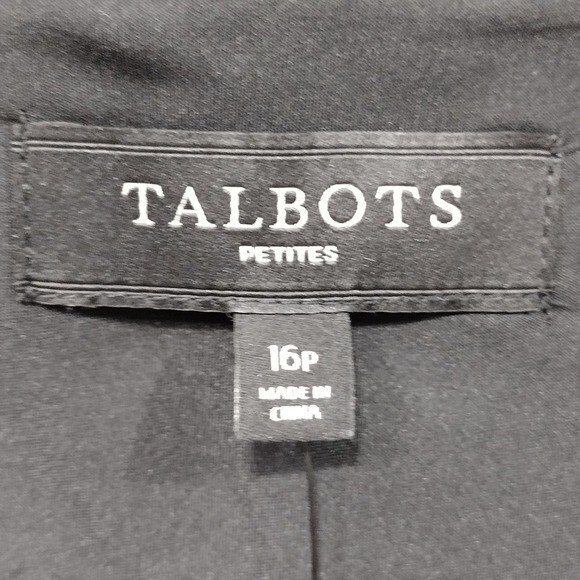 TALBOTS
PETITES
16P
MADE IN
CHINA